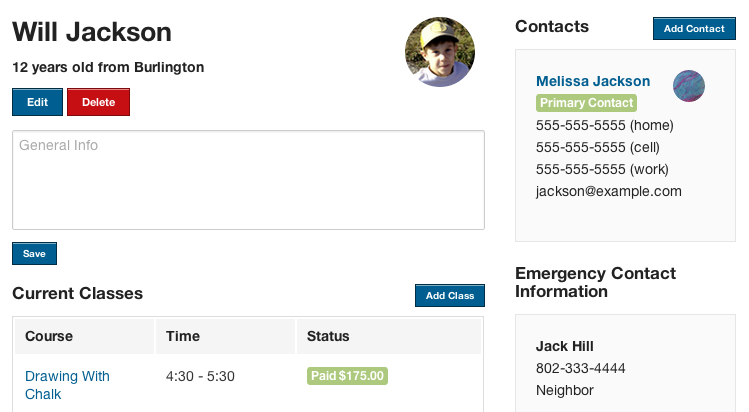 Will Jackson
12 years old from Burlington
Edit
Delete
General Info
Save
Current Classes
Add Class
Course
Time
Status
Drawing With
Chalk
4:30 - 5:30
Paid $175.00
Contacts
Add Contact
Melissa Jackson
Primary Contact
555-555-5555 (home)
555-555-5555 (cell)
555-555-5555 (work)
jackson@example.com
Emergency Contact
Information
Jack Hill
802-333-4444
Neighbor